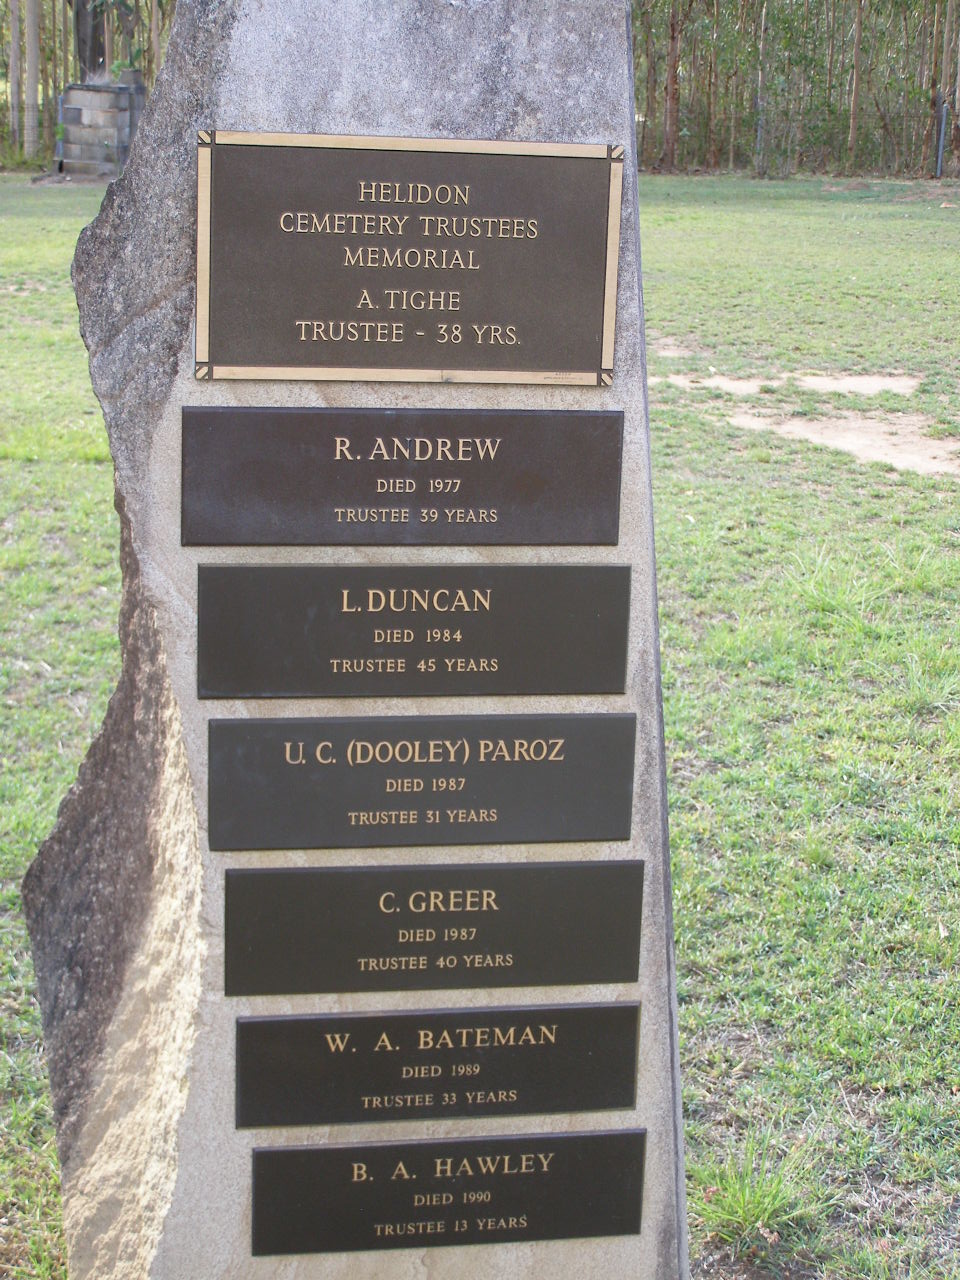 HELIDON
CEMETERY TRUSTEES
MEMORIAL
A. TIGHE
TRUSTEE - 38 YRS.
R. ANDREW
DIED 1977
TRUSTEE 39 YEARS
L. DUNCAN
DIED 1984
TRUSTEE 45 YEARS
U. C. (DOOLEY) PAROZ
DIED 1987
TRUSTEE 31 YEARS
C. GREER
DIED 1987
TRUSTEE 40 YEARS
W. A. BATEMAN
DIED 1989
TRUSTEE 33 YEARS
B. A. HAWLEY
DIED 1990
TRUSTEE 13 YEARS